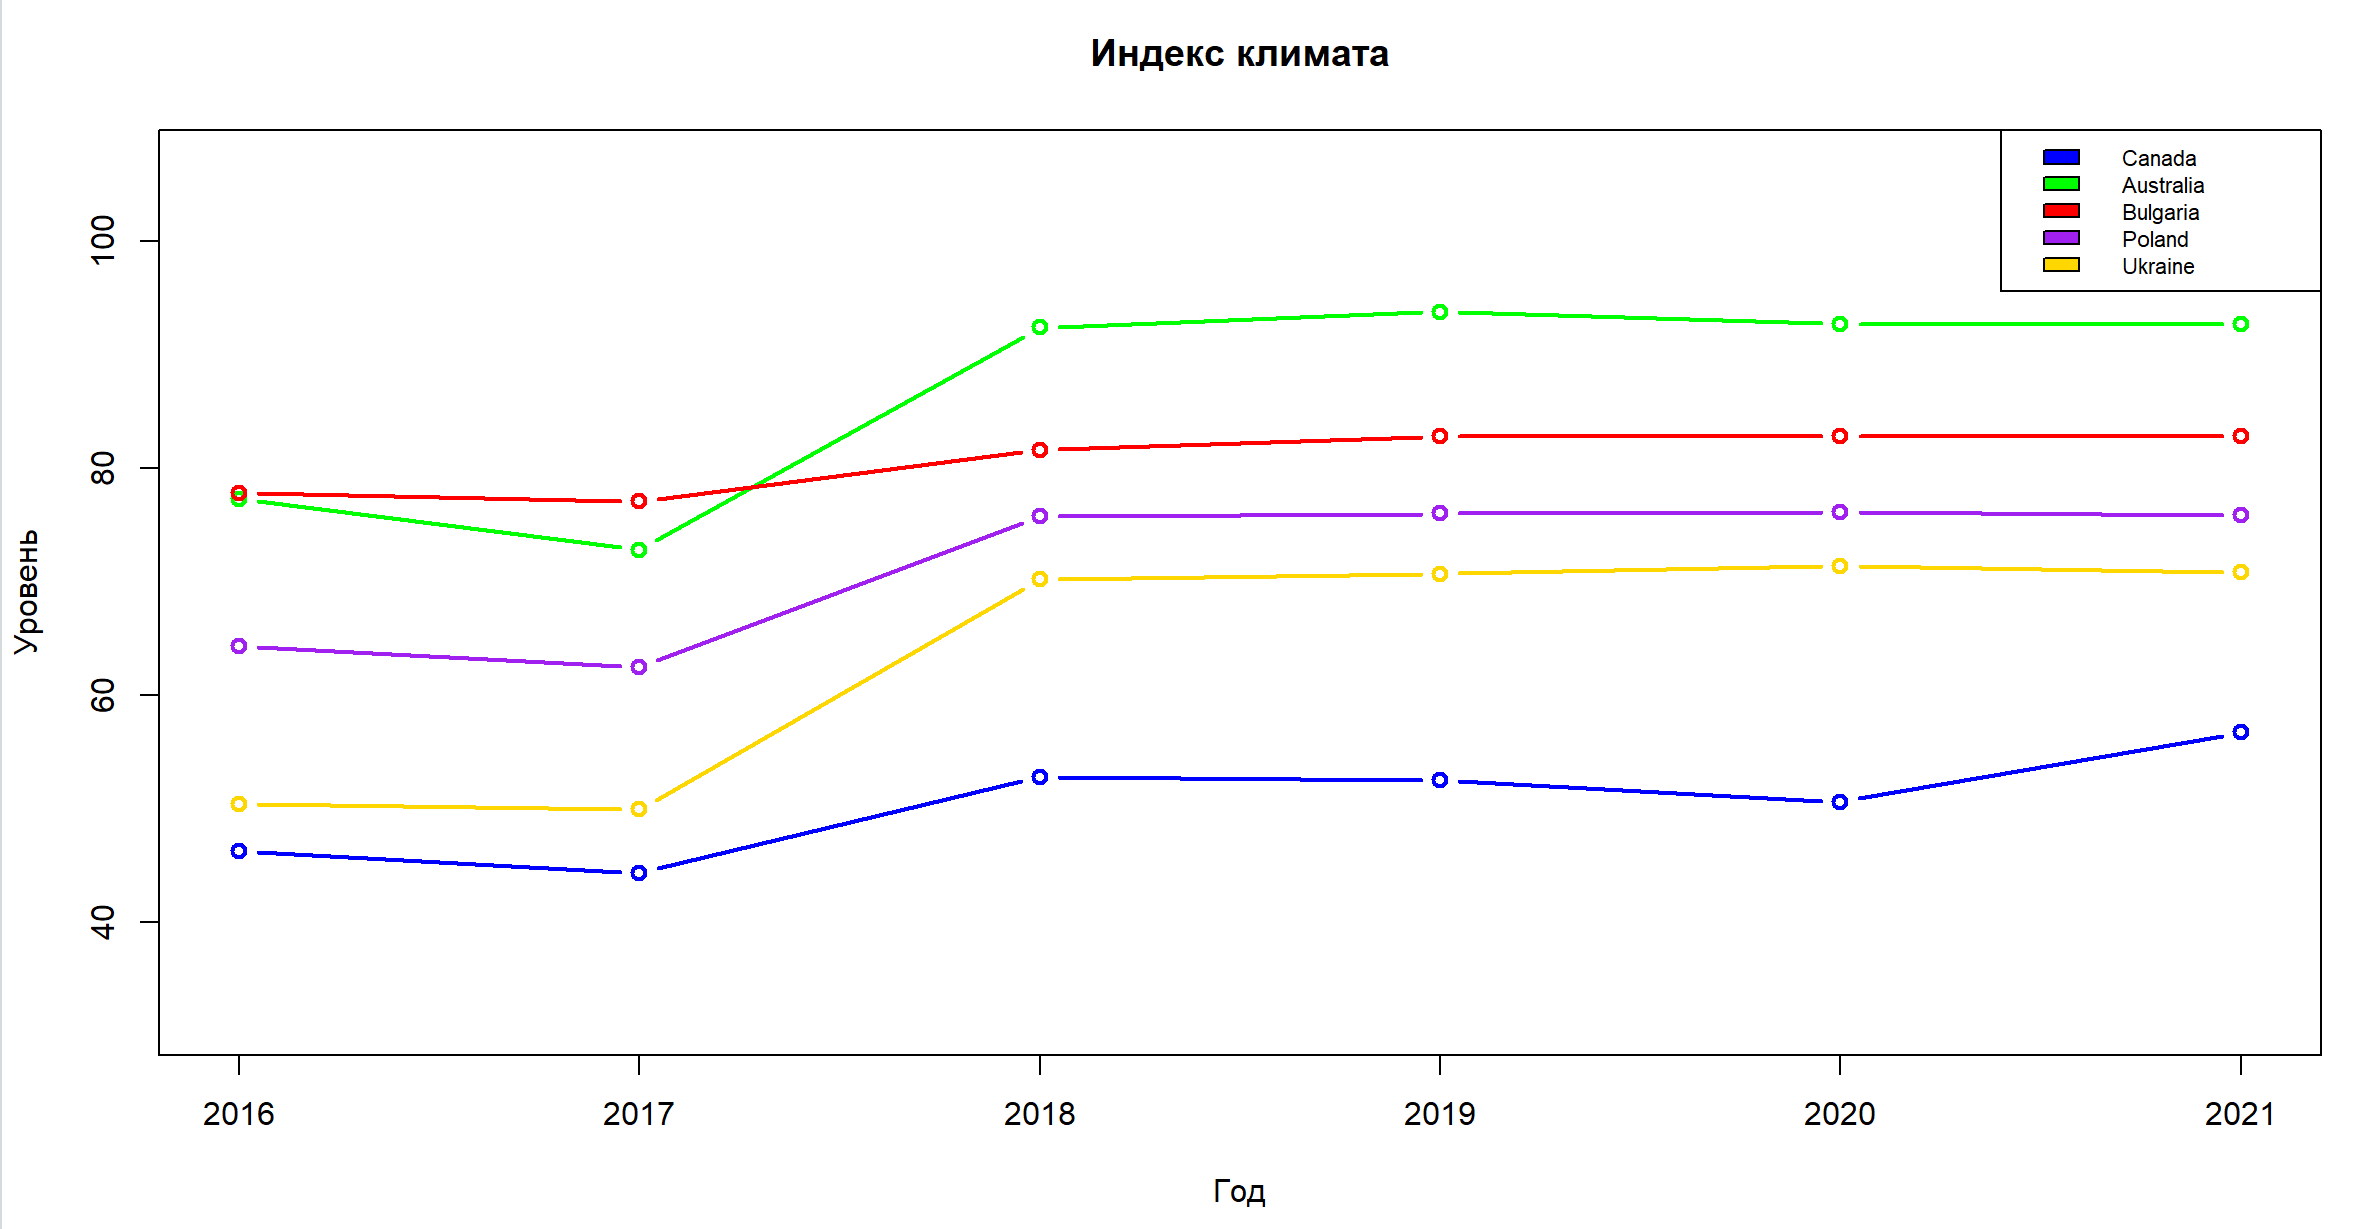 Индекс климата
Canada
Australia
Bulgaria
Poland
Ukraine
100
80
60
40
Уровень
2016 2017 2018 2019 2020 2021
Год